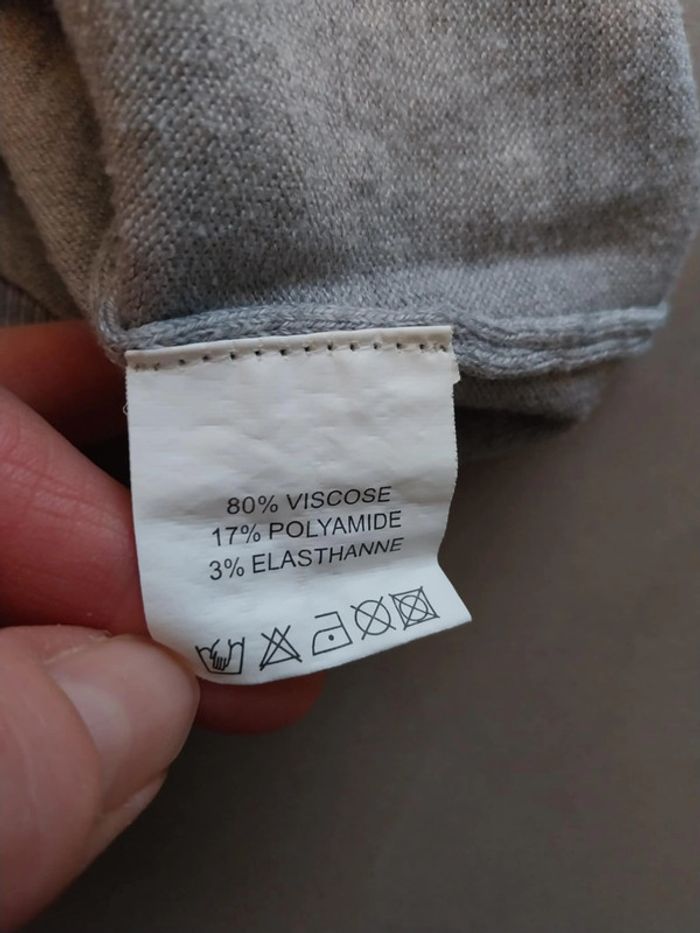 80% VISCOSE
17% POLYAMIDE
3% ELASTHANNE